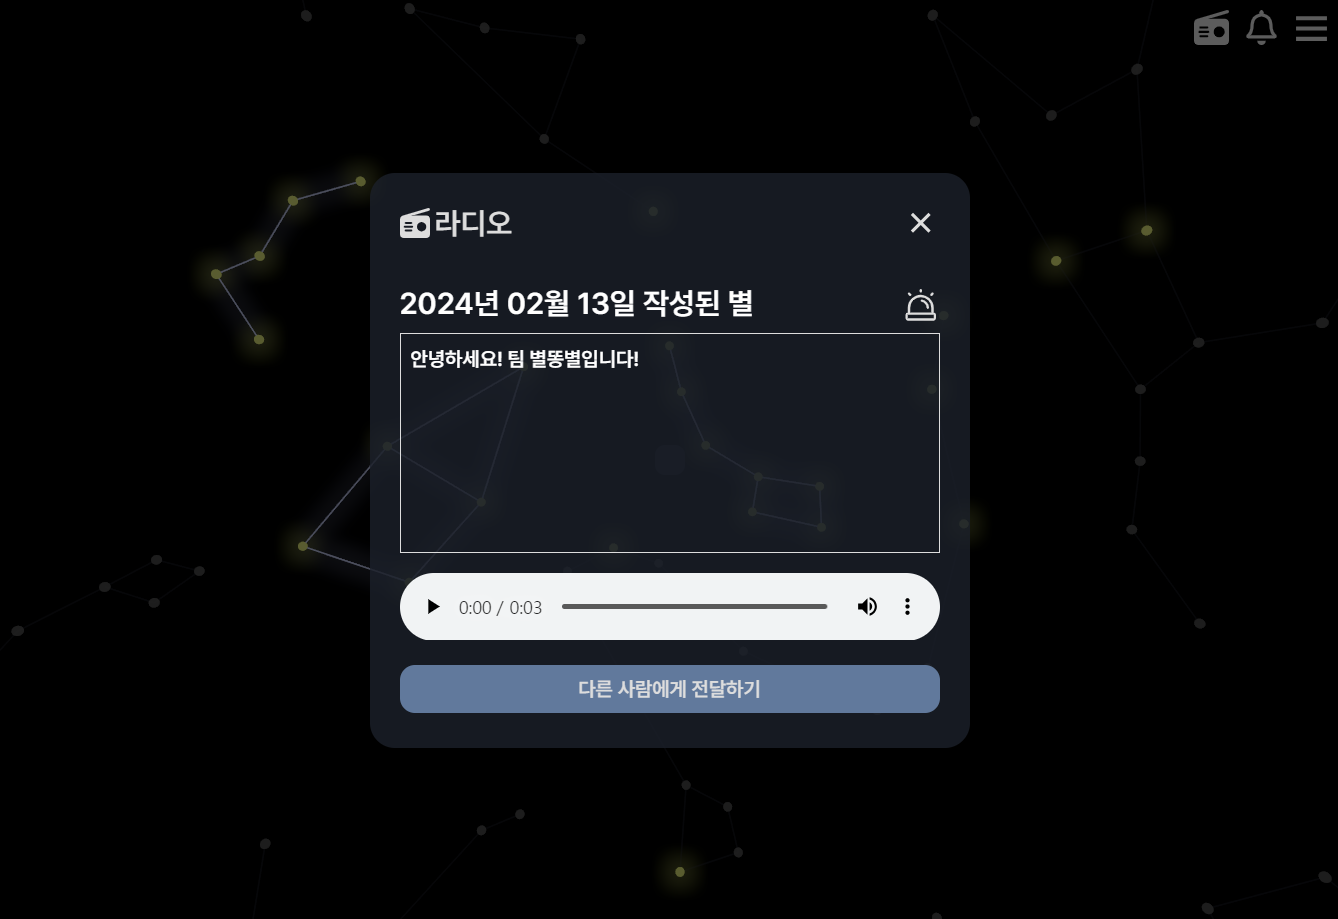 라디오
2024년 02월 13일 작성된 별
안녕하세요! 팀 별똥별입니다!
0:00 / 0:03
다른 사람에게 전달하기